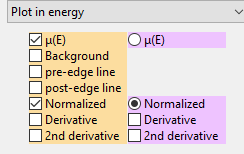 Plot in energy
μ(E) μ(E)
Background
pre-edge line
post-edge line
Normalized Normalized
Derivative Derivative
2nd derivative 2nd derivative